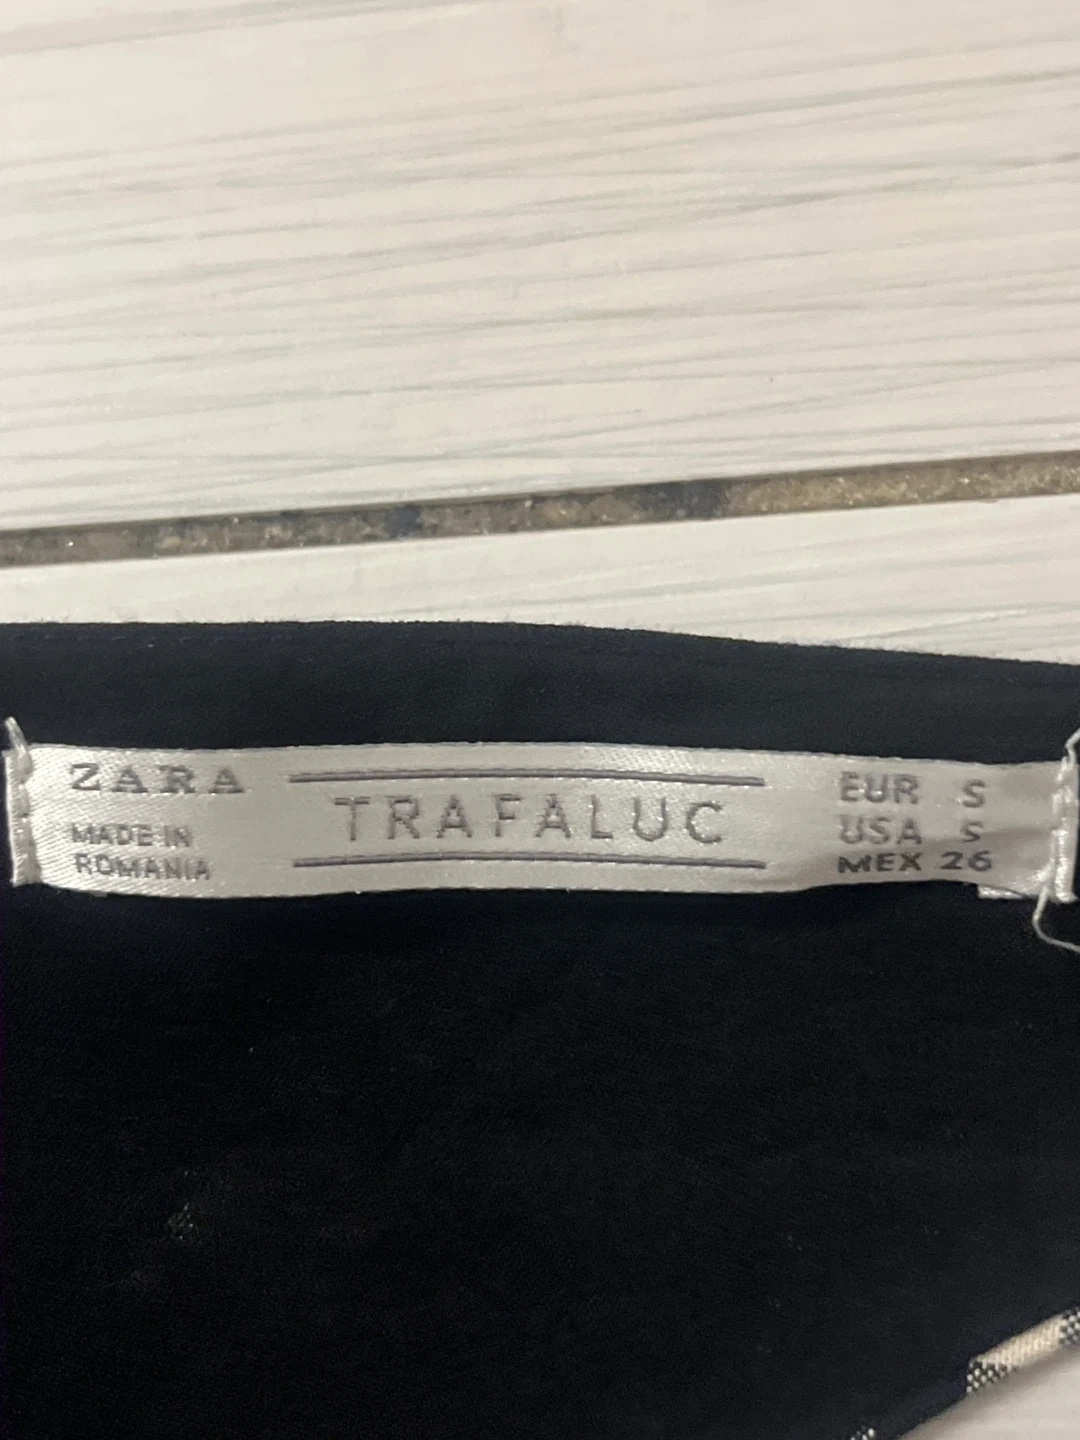 ZARA
MADE IN
ROMANIA
TRAFALUC
EUR S
USA S
MEX 26